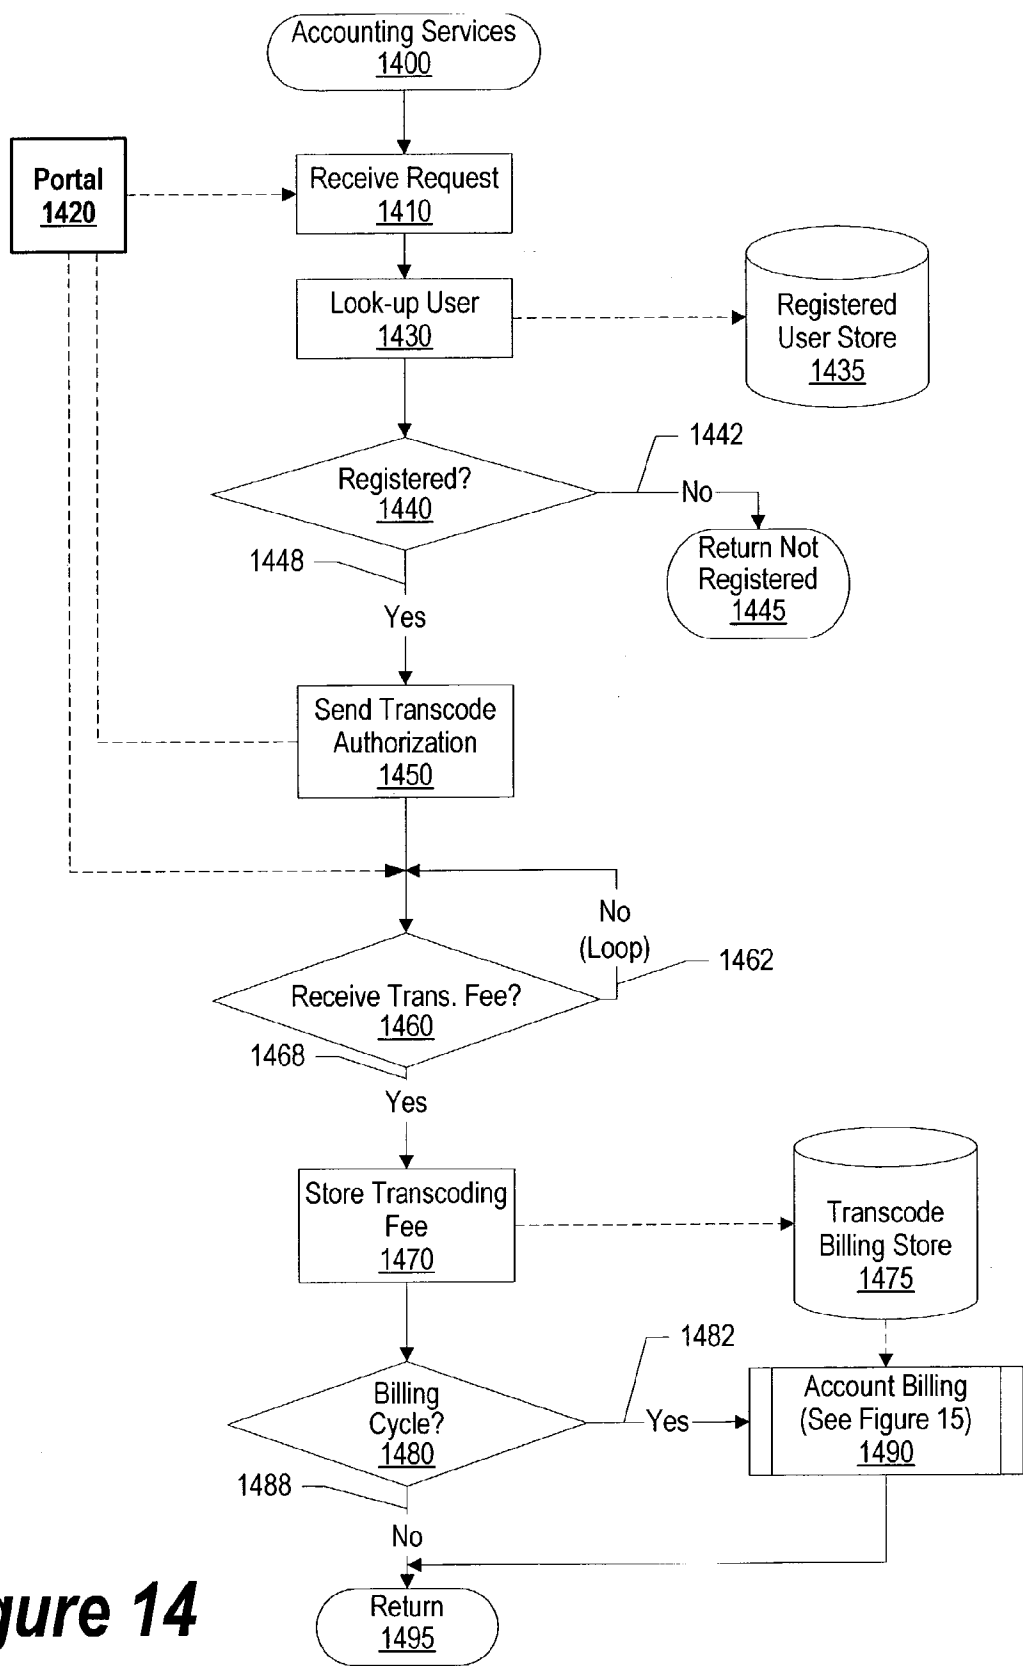 Accounting Services
1400
Portal
1420
Receive Request
1410
Look-up User
1430
Registered
User Store
1435
1442
Registered?
1440
No
Return Not
Registered
1445
1448
Yes
Send Transcode
Authorization
1450
No
(Loop)
1462
Receive Trans. Fee?
1460
1468
Yes
Store Transcoding
Fee
1470
Transcode
Billing Store
1475
1482
Billing
Cycle?
1480
Yes
Account Billing
(See Figure 15)
1490
1488
No
Return
1495
gure 14